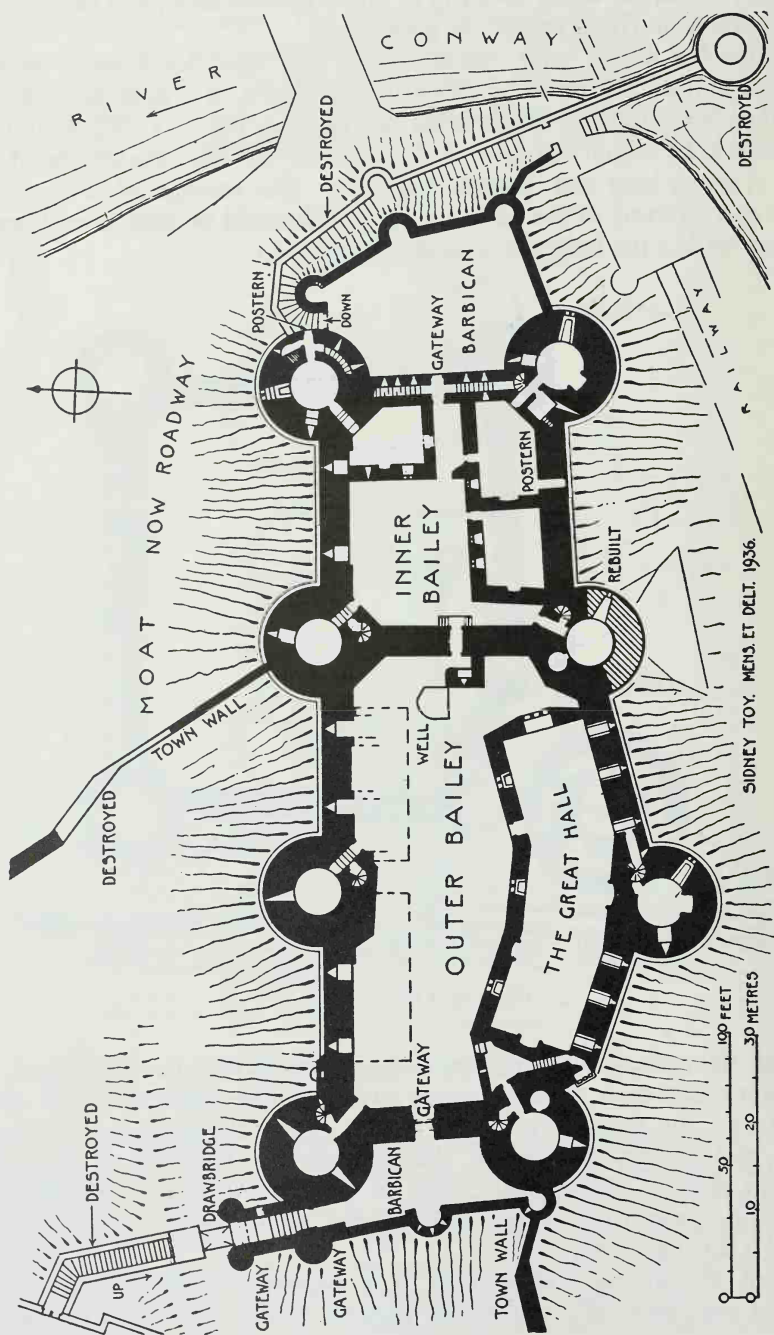 RIVER
CONWAY
DESTROYED
POSTERN
DOWN
DESTROYED
MOAT NOW ROADWAY
GATEWAY
BARBICAN
RAILWAY
TOWN WALL
DESTROYED
INNER
BAILEY
POSTERN
REBUILT
WELL
OUTER BAILEY
THE GREAT HALL
DESTROYED
UP
DRAWBRIDGE
GATEWAY
GATEWAY
BARBICAN
GATEWAY
TOWN WALL
50
100 FEET
10
20
30 METRES
SIDNEY TOY. MENS. ET DELT. 1936.